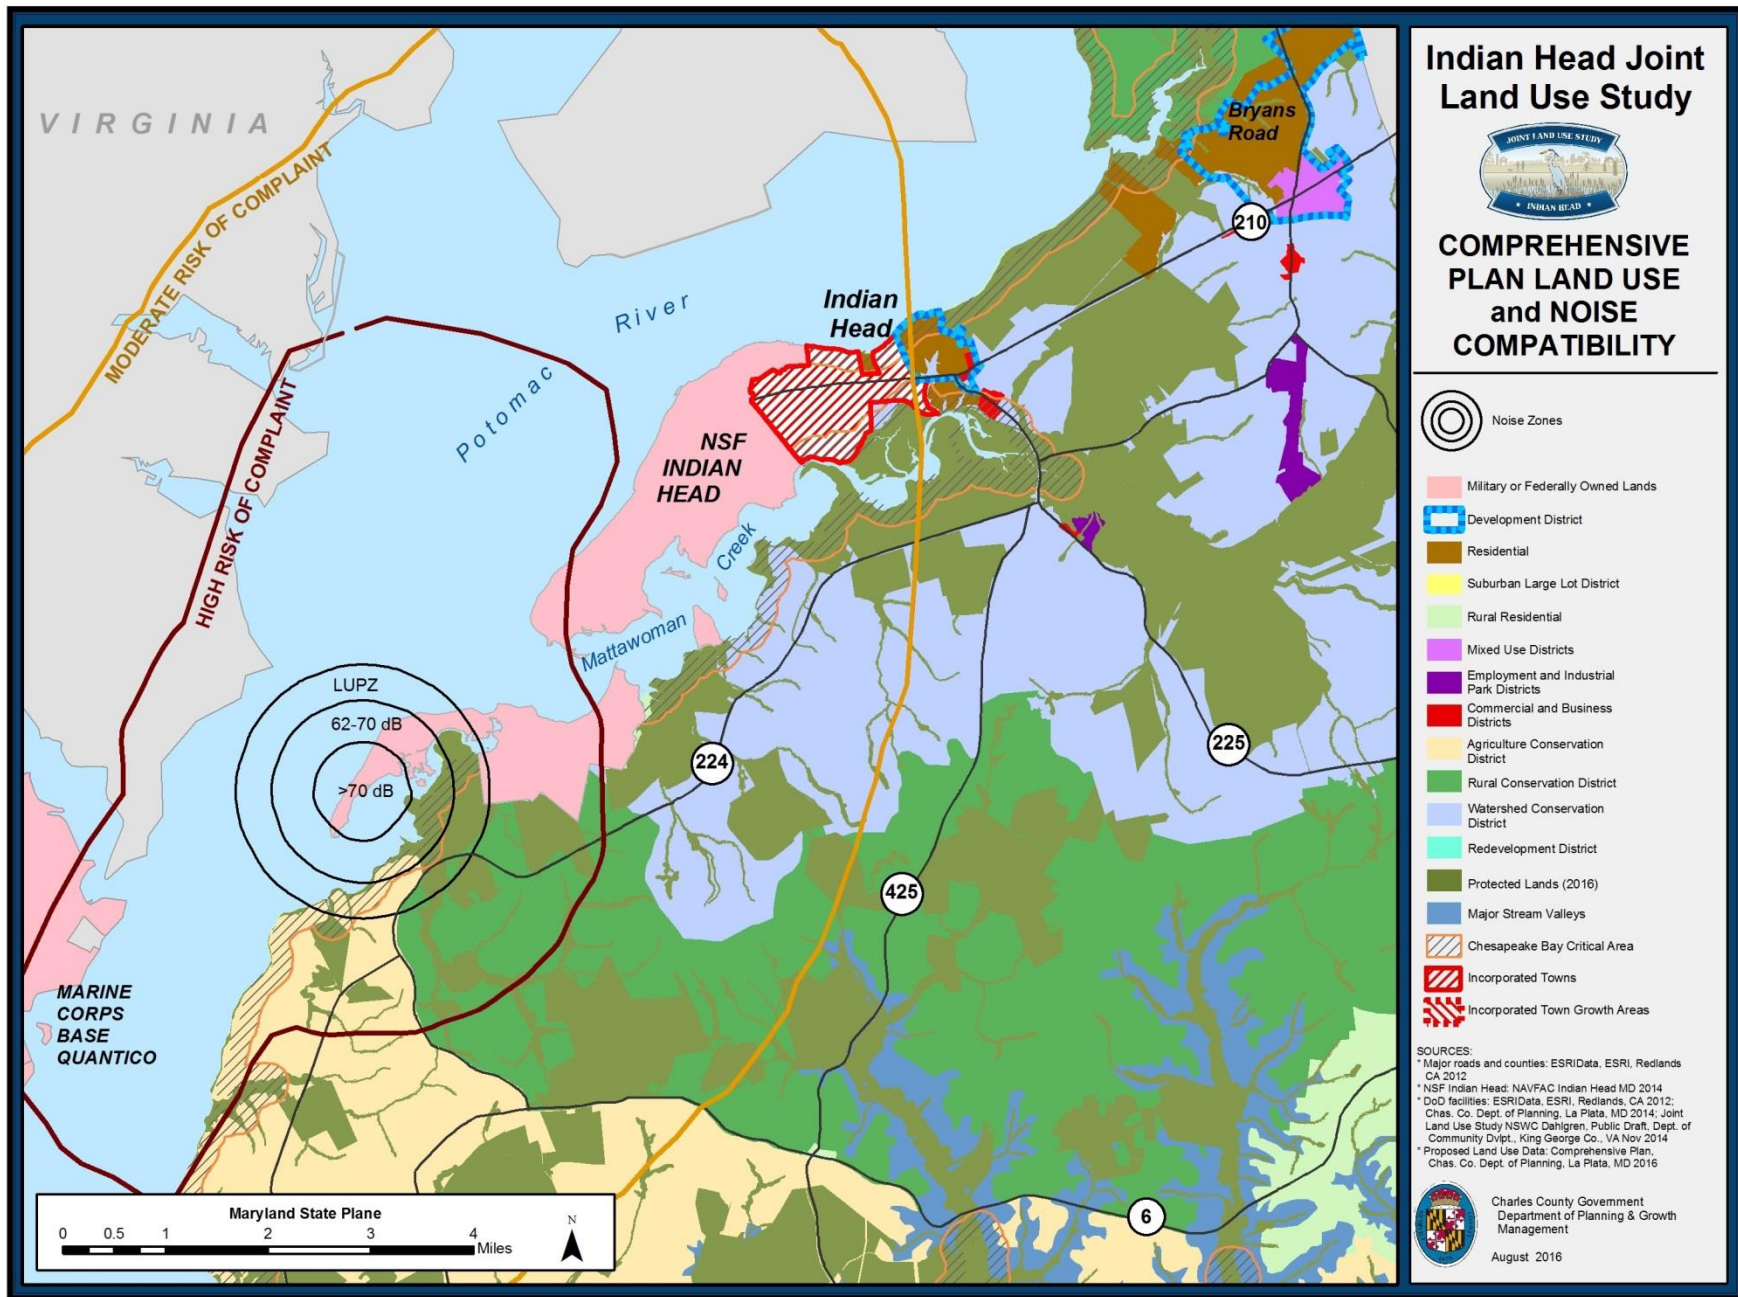 VIRGINIA
MODERATE RISK OF COMPLAINT
HIGH RISK OF COMPLAINT
Potomac
River
Indian
Head
Bryans
Road
210
NSF
INDIAN
HEAD
Mattawoman
Creek
LUPZ
62-70 dB
>70 dB
224
225
425
6
MARINE
CORPS
BASE
QUANTICO
Maryland State Plane
0 0.5 1 2 3 4
Miles
N
Indian Head Joint
Land Use Study
JOINT LAND USE STUDY
INDIAN HEAD
COMPREHENSIVE
PLAN LAND USE
and NOISE
COMPATIBILITY
Noise Zones
Military or Federally Owned Lands
Development District
Residential
Suburban Large Lot District
Rural Residential
Mixed Use Districts
Employment and Industrial
Park Districts
Commercial and Business
Districts
Agriculture Conservation
District
Rural Conservation District
Watershed Conservation
District
Redevelopment District
Protected Lands (2016)
Major Stream Valleys
Chesapeake Bay Critical Area
Incorporated Towns
Incorporated Town Growth Areas
SOURCES:
* Major roads and counties: ESRIData, ESRI, Redlands
CA 2012
* NSF Indian Head: NAVFAC Indian Head MD 2014
* DoD facilities: ESRIData, ESRI, Redlands, CA 2012;
Chas. Co. Dept. of Planning, La Plata, MD 2014; Joint
Land Use Study NSWC Dahlgren, Public Draft, Dept. of
Community Dvlpt., King George Co., VA Nov 2014
* Proposed Land Use Data: Comprehensive Plan,
Chas. Co. Dept. of Planning, La Plata, MD 2016
Charles County Government
Department of Planning & Growth
Management
August 2016